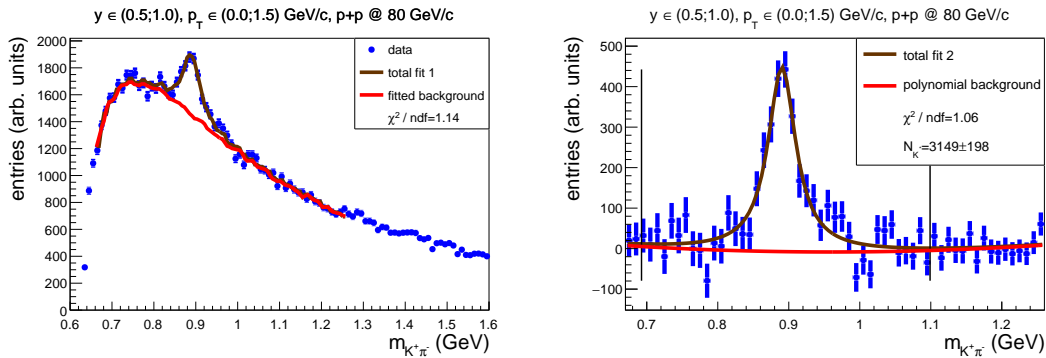 y ∈ (0.5;1.0), p_T ∈ (0.0;1.5) GeV/c, p+p @ 80 GeV/c
entries (arb. units)
2000
1800
1600
1400
1200
1000
800
600
400
200
0
data
total fit 1
fitted background
χ² / ndf=1.14
0.6 0.7 0.8 0.9 1 1.1 1.2 1.3 1.4 1.5 1.6
m_K⁺π⁻ (GeV)
y ∈ (0.5;1.0), p_T ∈ (0.0;1.5) GeV/c, p+p @ 80 GeV/c
entries (arb. units)
500
400
300
200
100
0
−100
total fit 2
polynomial background
χ² / ndf=1.06
N_K*=3149±198
0.7 0.8 0.9 1 1.1 1.2
m_K⁺π⁻ (GeV)